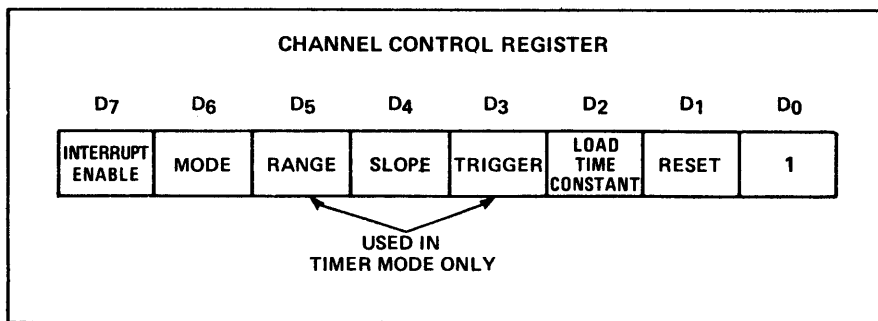 CHANNEL CONTROL REGISTER
D7 D6 D5 D4 D3 D2 D1 D0
INTERRUPT ENABLE MODE RANGE SLOPE TRIGGER LOAD TIME CONSTANT RESET 1
USED IN
TIMER MODE ONLY